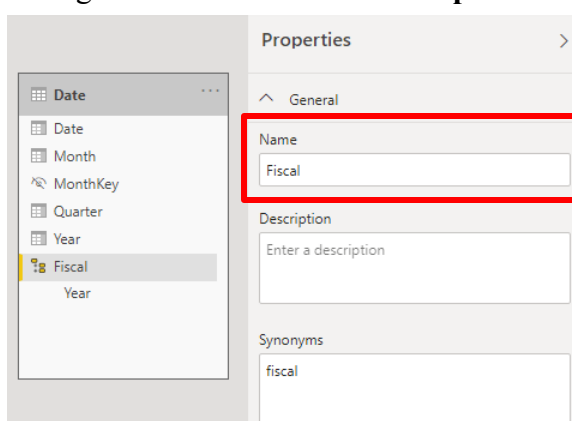 Properties
Date
Date
Month
MonthKey
Quarter
Year
Fiscal
Year
General
Name
Fiscal
Description
Enter a description
Synonyms
fiscal